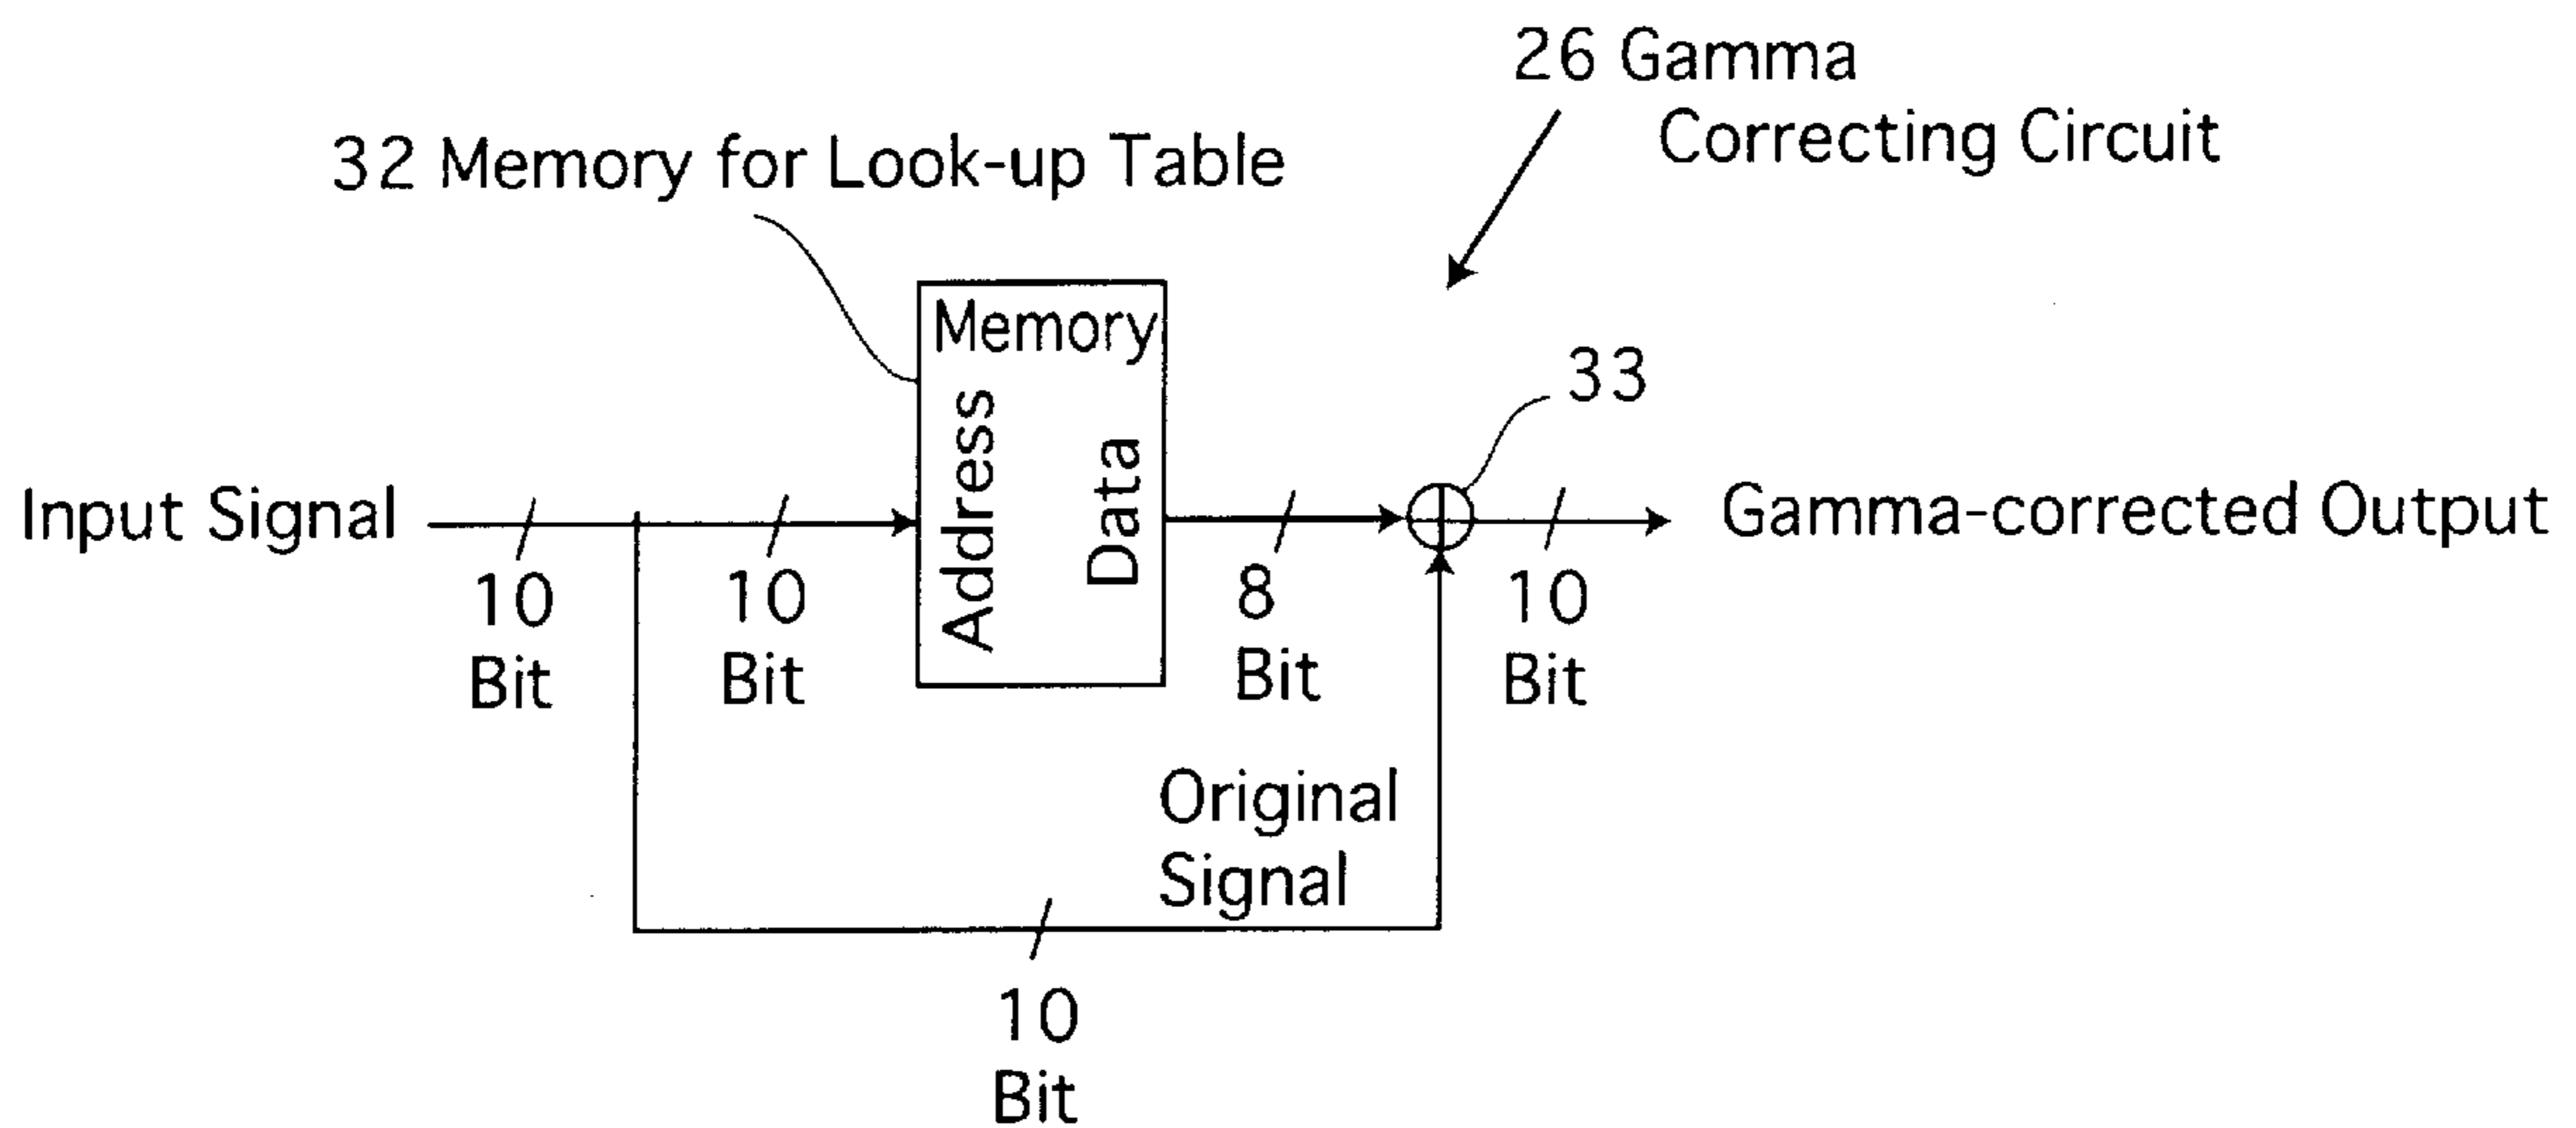 26 Gamma
Correcting Circuit
32 Memory for Look-up Table
Memory
Address
Data
33
Input Signal
10
Bit
10
Bit
8
Bit
10
Bit
Gamma-corrected Output
Original
Signal
10
Bit